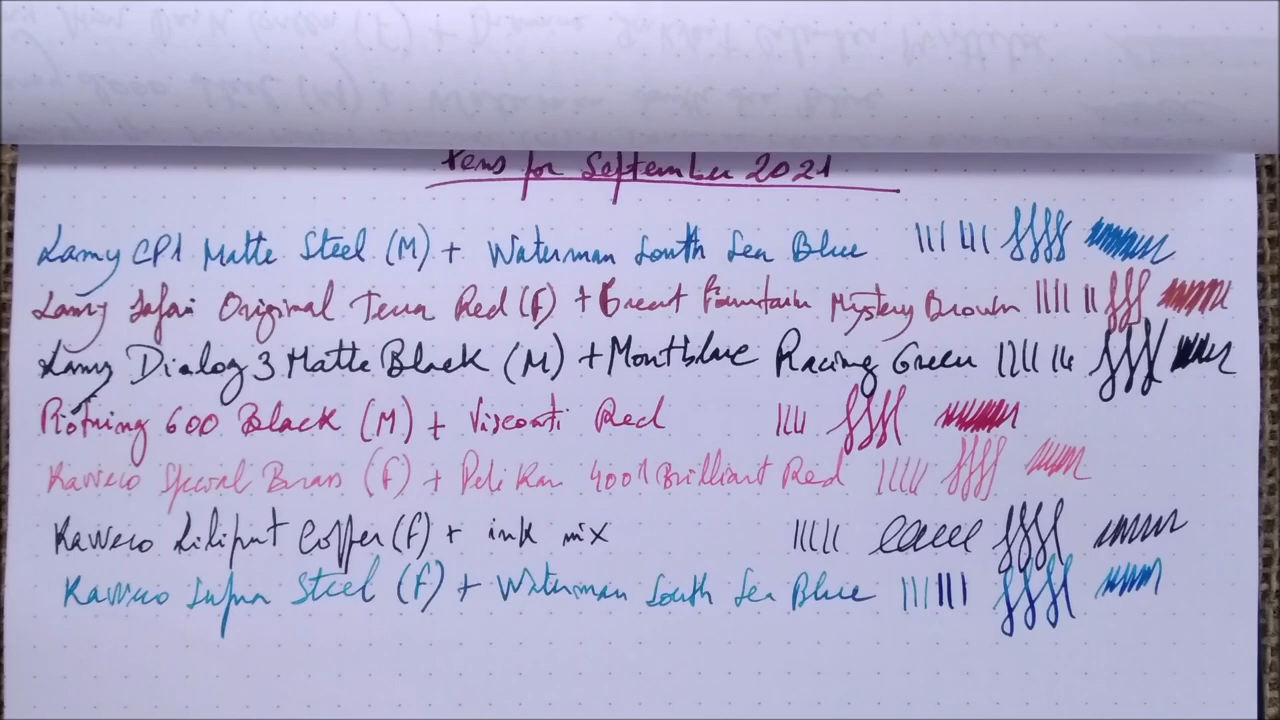 Pens for September 2021
Lamy CP1 Matte Steel (M) + Waterman South Sea Blue
Lamy Safari Original Terra Red (F) + Great Fountain Mystery Brown
Lamy Dialog 3 Matte Black (M) + Montblanc Racing Green
Rotring 600 Black (M) + Visconti Red
Kaweco Special Brass (F) + Pelikan 4001 Brilliant Red
Kaweco Liliput Copper (F) + ink mix
Kaweco Supra Steel (F) + Waterman South Sea Blue